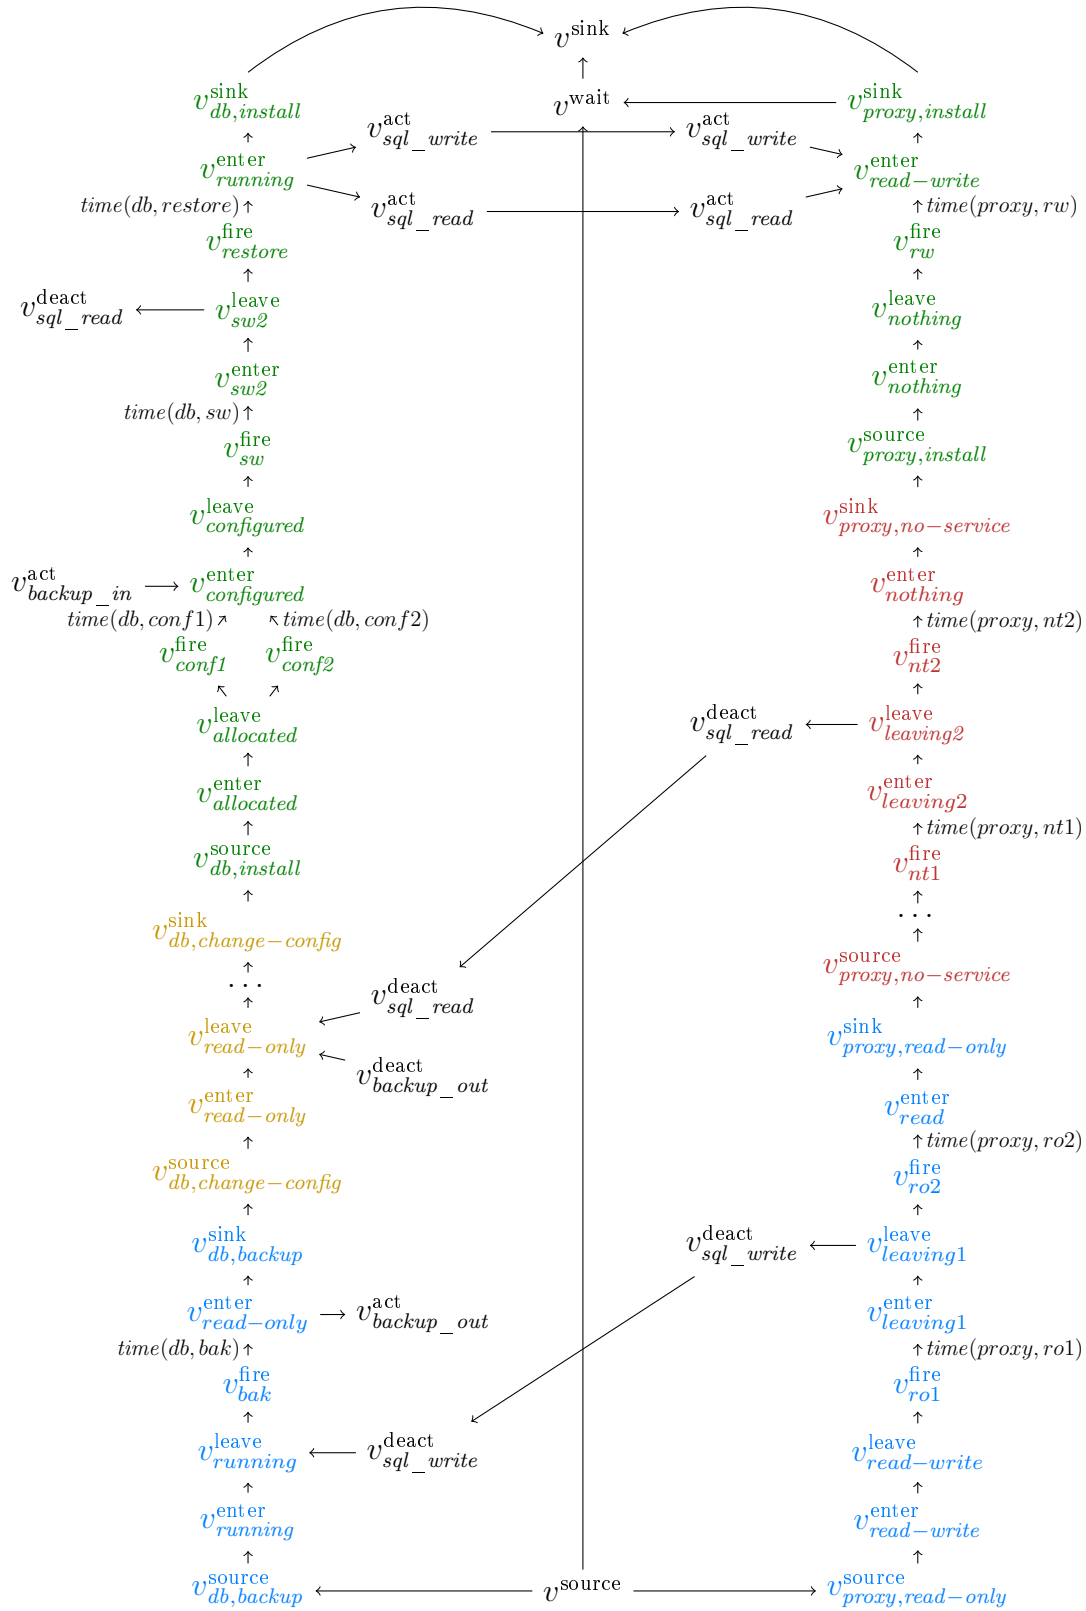 v^sink
v^sink_db,install
v^wait
v^sink_proxy,install
v^act_sql_write
v^act_sql_write
v^enter_running
v^enter_read−write
time(db, restore)
v^act_sql_read
v^act_sql_read
time(proxy, rw)
v^fire_restore
v^fire_rw
v^deact_sql_read
v^leave_sw2
v^leave_nothing
v^enter_sw2
v^enter_nothing
time(db, sw)
v^fire_sw
v^source_proxy,install
v^leave_configured
v^sink_proxy,no−service
v^act_backup_in
v^enter_configured
v^enter_nothing
time(db, conf1)
time(db, conf2)
time(proxy, nt2)
v^fire_conf1
v^fire_conf2
v^fire_nt2
v^leave_allocated
v^deact_sql_read
v^leave_leaving2
v^enter_allocated
v^enter_leaving2
time(proxy, nt1)
v^source_db,install
v^fire_nt1
...
v^sink_db,change−config
v^source_proxy,no−service
...
v^deact_sql_read
v^leave_read−only
v^sink_proxy,read−only
v^deact_backup_out
v^enter_read−only
v^enter_read
time(proxy, ro2)
v^source_db,change−config
v^fire_ro2
v^sink_db,backup
v^deact_sql_write
v^leave_leaving1
v^enter_read−only
v^act_backup_out
v^enter_leaving1
time(db, bak)
time(proxy, ro1)
v^fire_bak
v^fire_ro1
v^leave_running
v^deact_sql_write
v^leave_read−write
v^enter_running
v^enter_read−write
v^source_db,backup
v^source
v^source_proxy,read−only